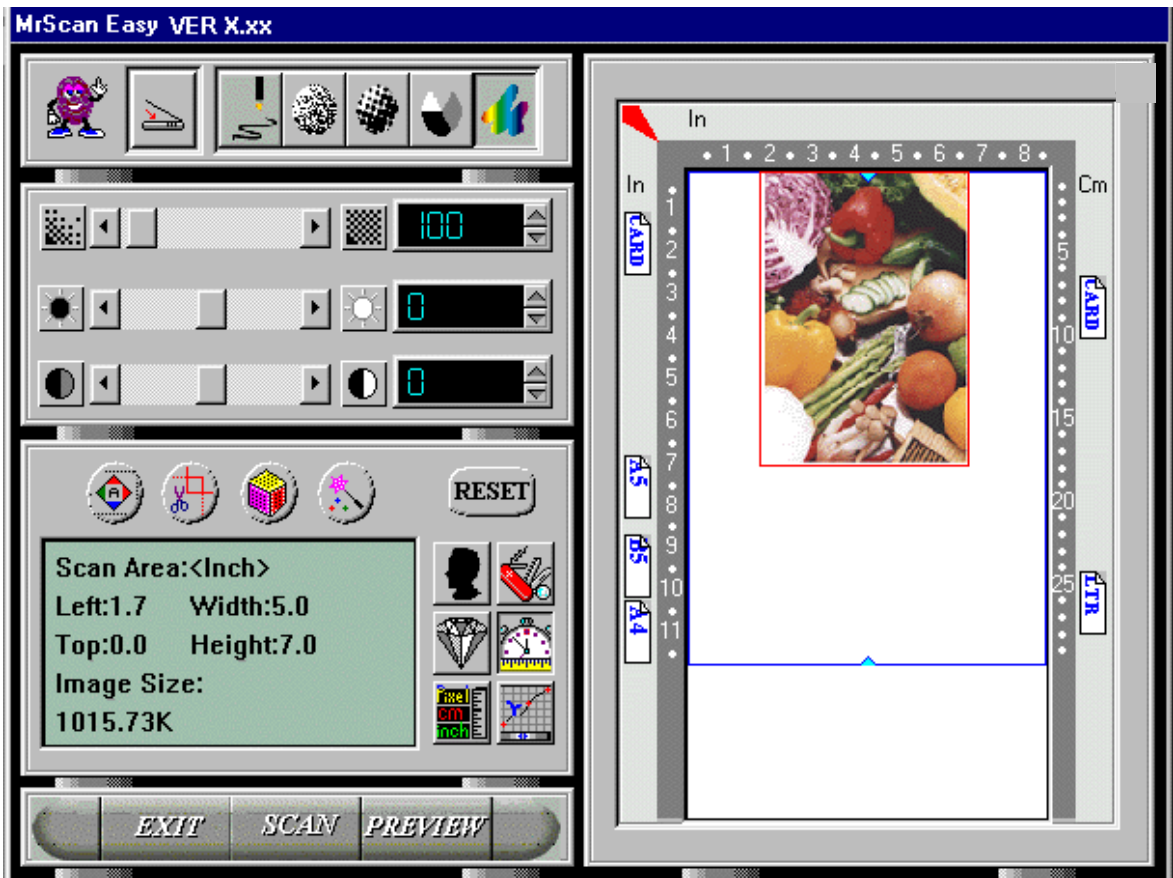 MrScan Easy VER X.xx
100
0
0
RESET
A
Scan Area:<Inch>
Left:1.7 Width:5.0
Top:0.0 Height:7.0
Image Size:
1015.73K
Pixel
cm
inch
γ
EXIT SCAN PREVIEW
In
1 2 3 4 5 6 7 8
In
1
2
3
4
5
6
7
8
9
10
11
CARD
A5
B5
A4
Cm
5
10
15
20
25
CARD
LTR